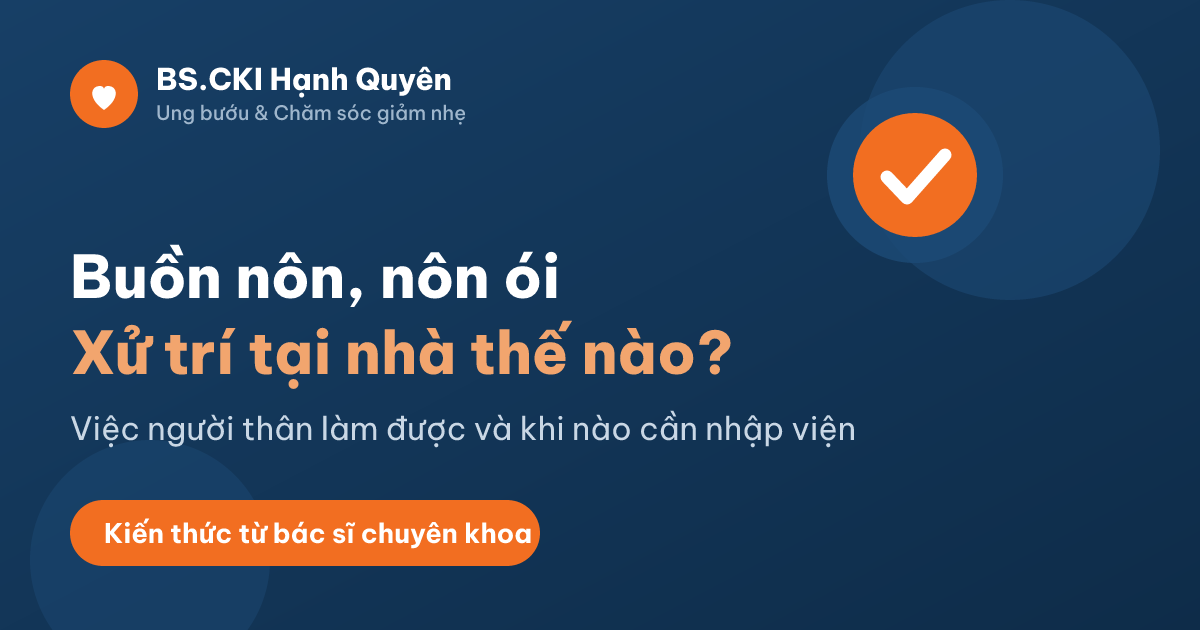 BS.CKI Hạnh Quyên
Ung bướu & Chăm sóc giảm nhẹ
Buồn nôn, nôn ói
Xử trí tại nhà thế nào?
Việc người thân làm được và khi nào cần nhập viện
Kiến thức từ bác sĩ chuyên khoa